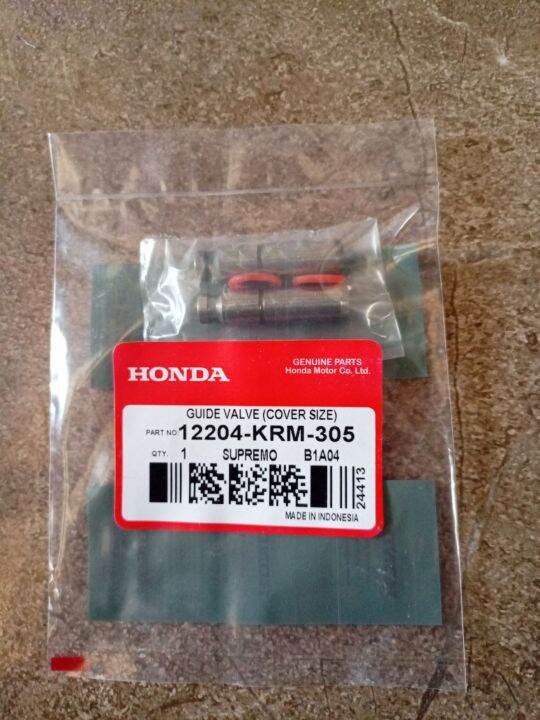 HONDA
GENUINE PARTS
Honda Motor Co. Ltd.
GUIDE VALVE (COVER SIZE)
PART NO. 12204-KRM-305
QTY. 1 SUPREMO B1A04
24413
MADE IN INDONESIA